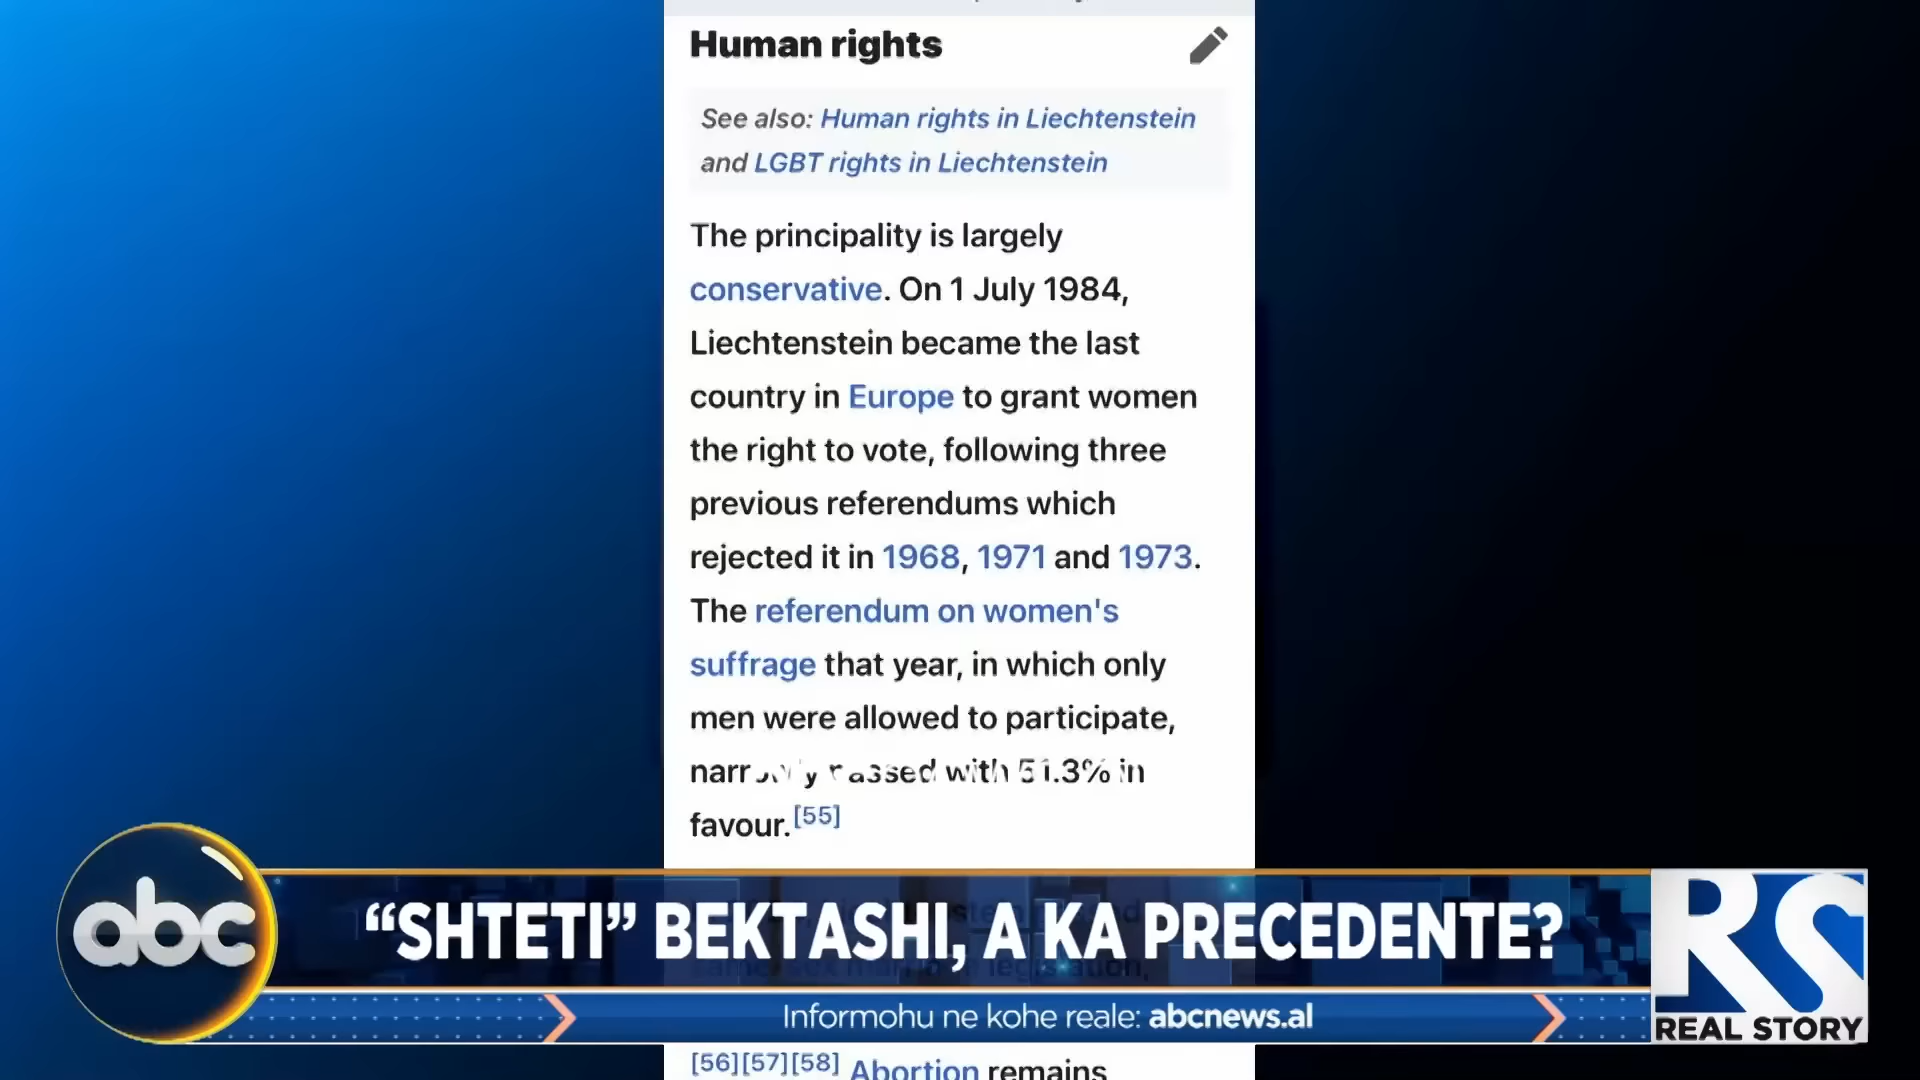 Human rights
See also: Human rights in Liechtenstein
and LGBT rights in Liechtenstein
The principality is largely
conservative. On 1 July 1984,
Liechtenstein became the last
country in Europe to grant women
the right to vote, following three
previous referendums which
rejected it in 1968, 1971 and 1973.
The referendum on women's
suffrage that year, in which only
men were allowed to participate,
narrowly passed with 51.3% in
favour.[55]
abc
“SHTETI” BEKTASHI, A KA PRECEDENTE?
Informohu ne kohe reale: abcnews.al
RS
REAL STORY
[56][57][58] Abortion remains